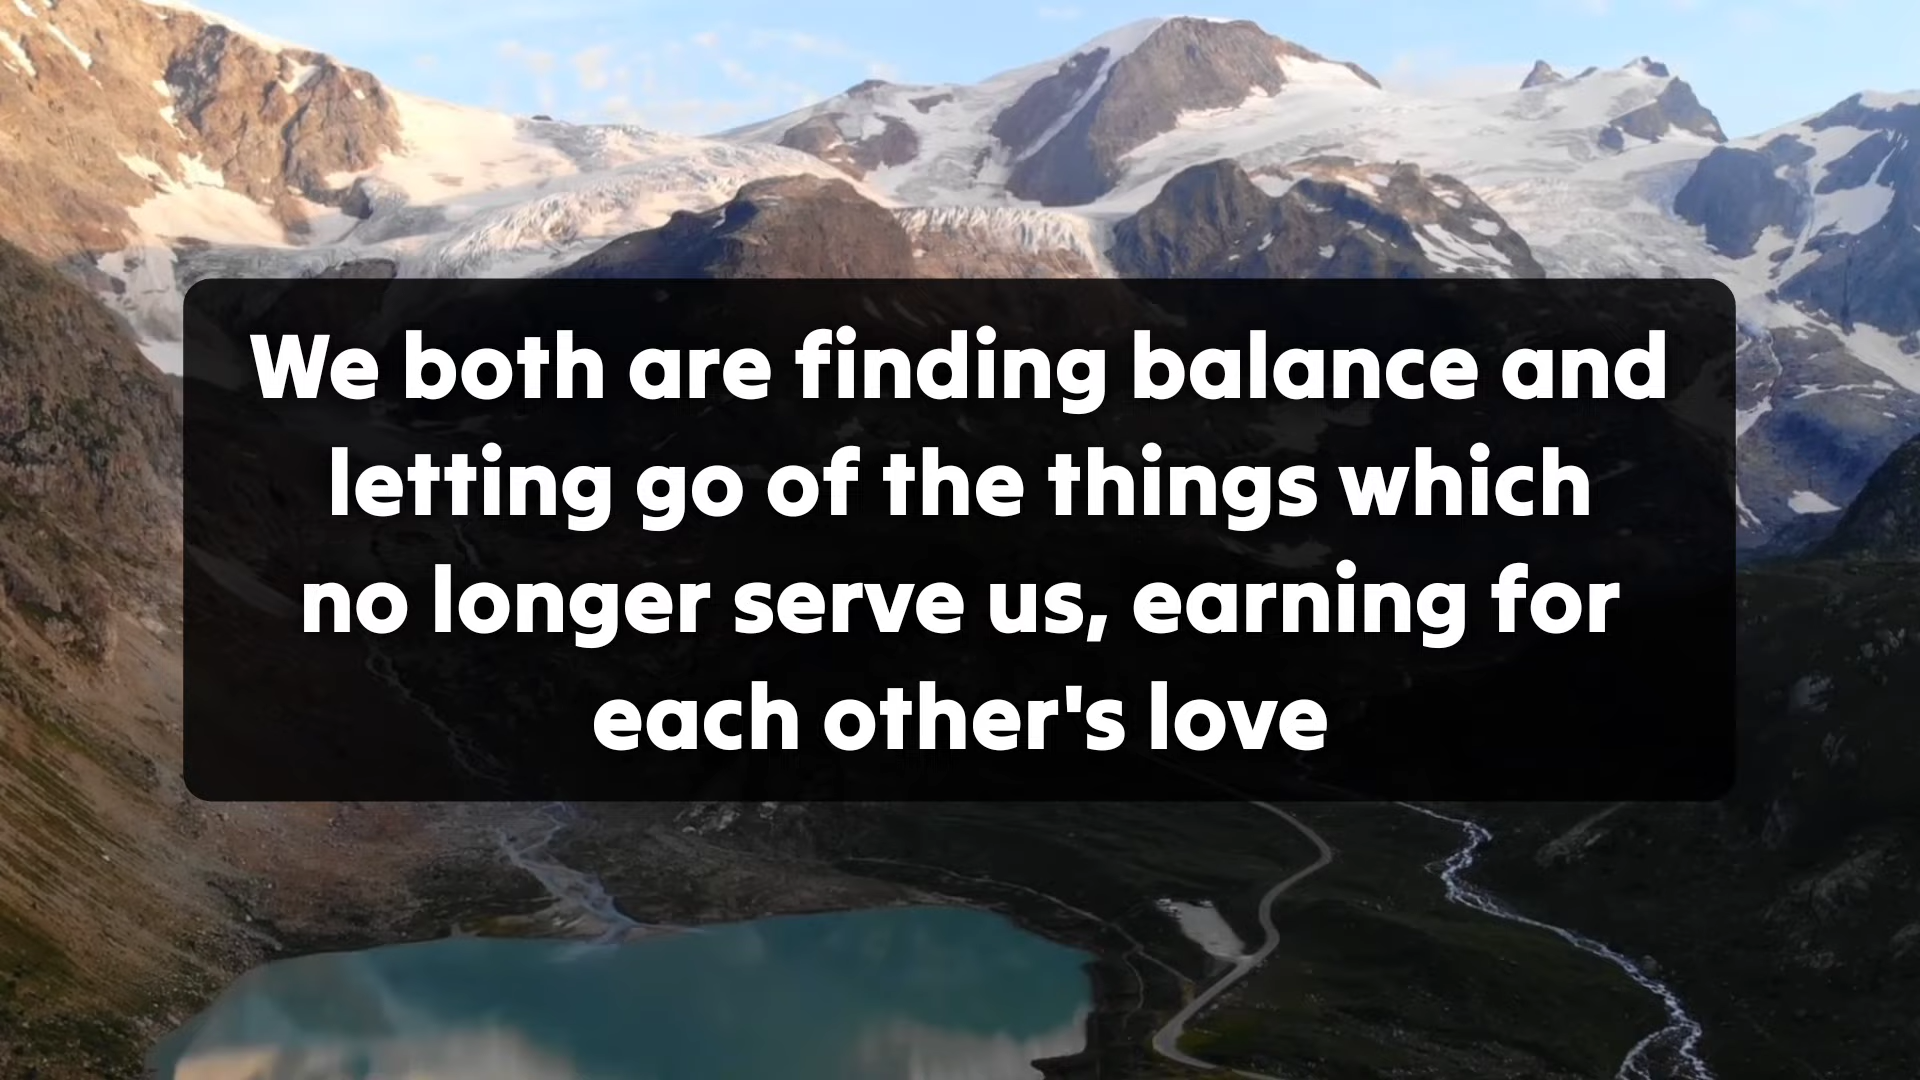 We both are finding balance and
letting go of the things which
no longer serve us, earning for
each other's love